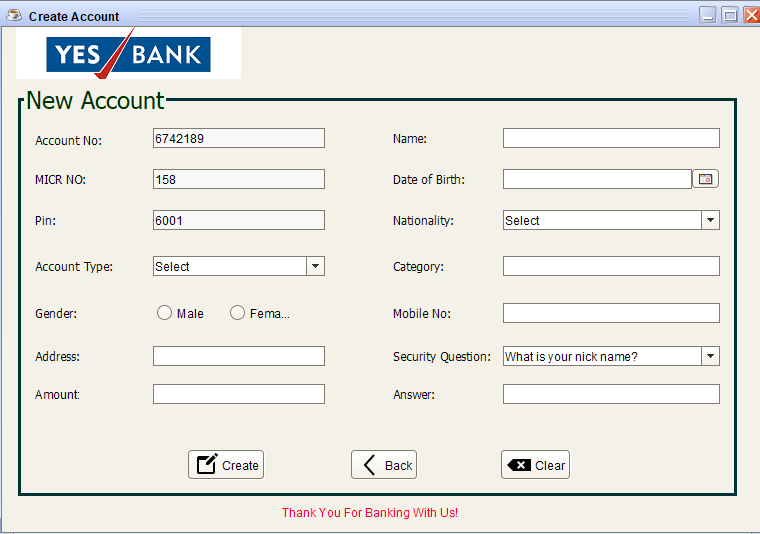 Create Account
YES BANK
New Account
Account No: 6742189 Name:
MICR NO: 158 Date of Birth:
Pin: 6001 Nationality: Select
Account Type: Select Category:
Gender: Male Fema... Mobile No:
Address: Security Question: What is your nick name?
Amount: Answer:
Create Back Clear
Thank You For Banking With Us!